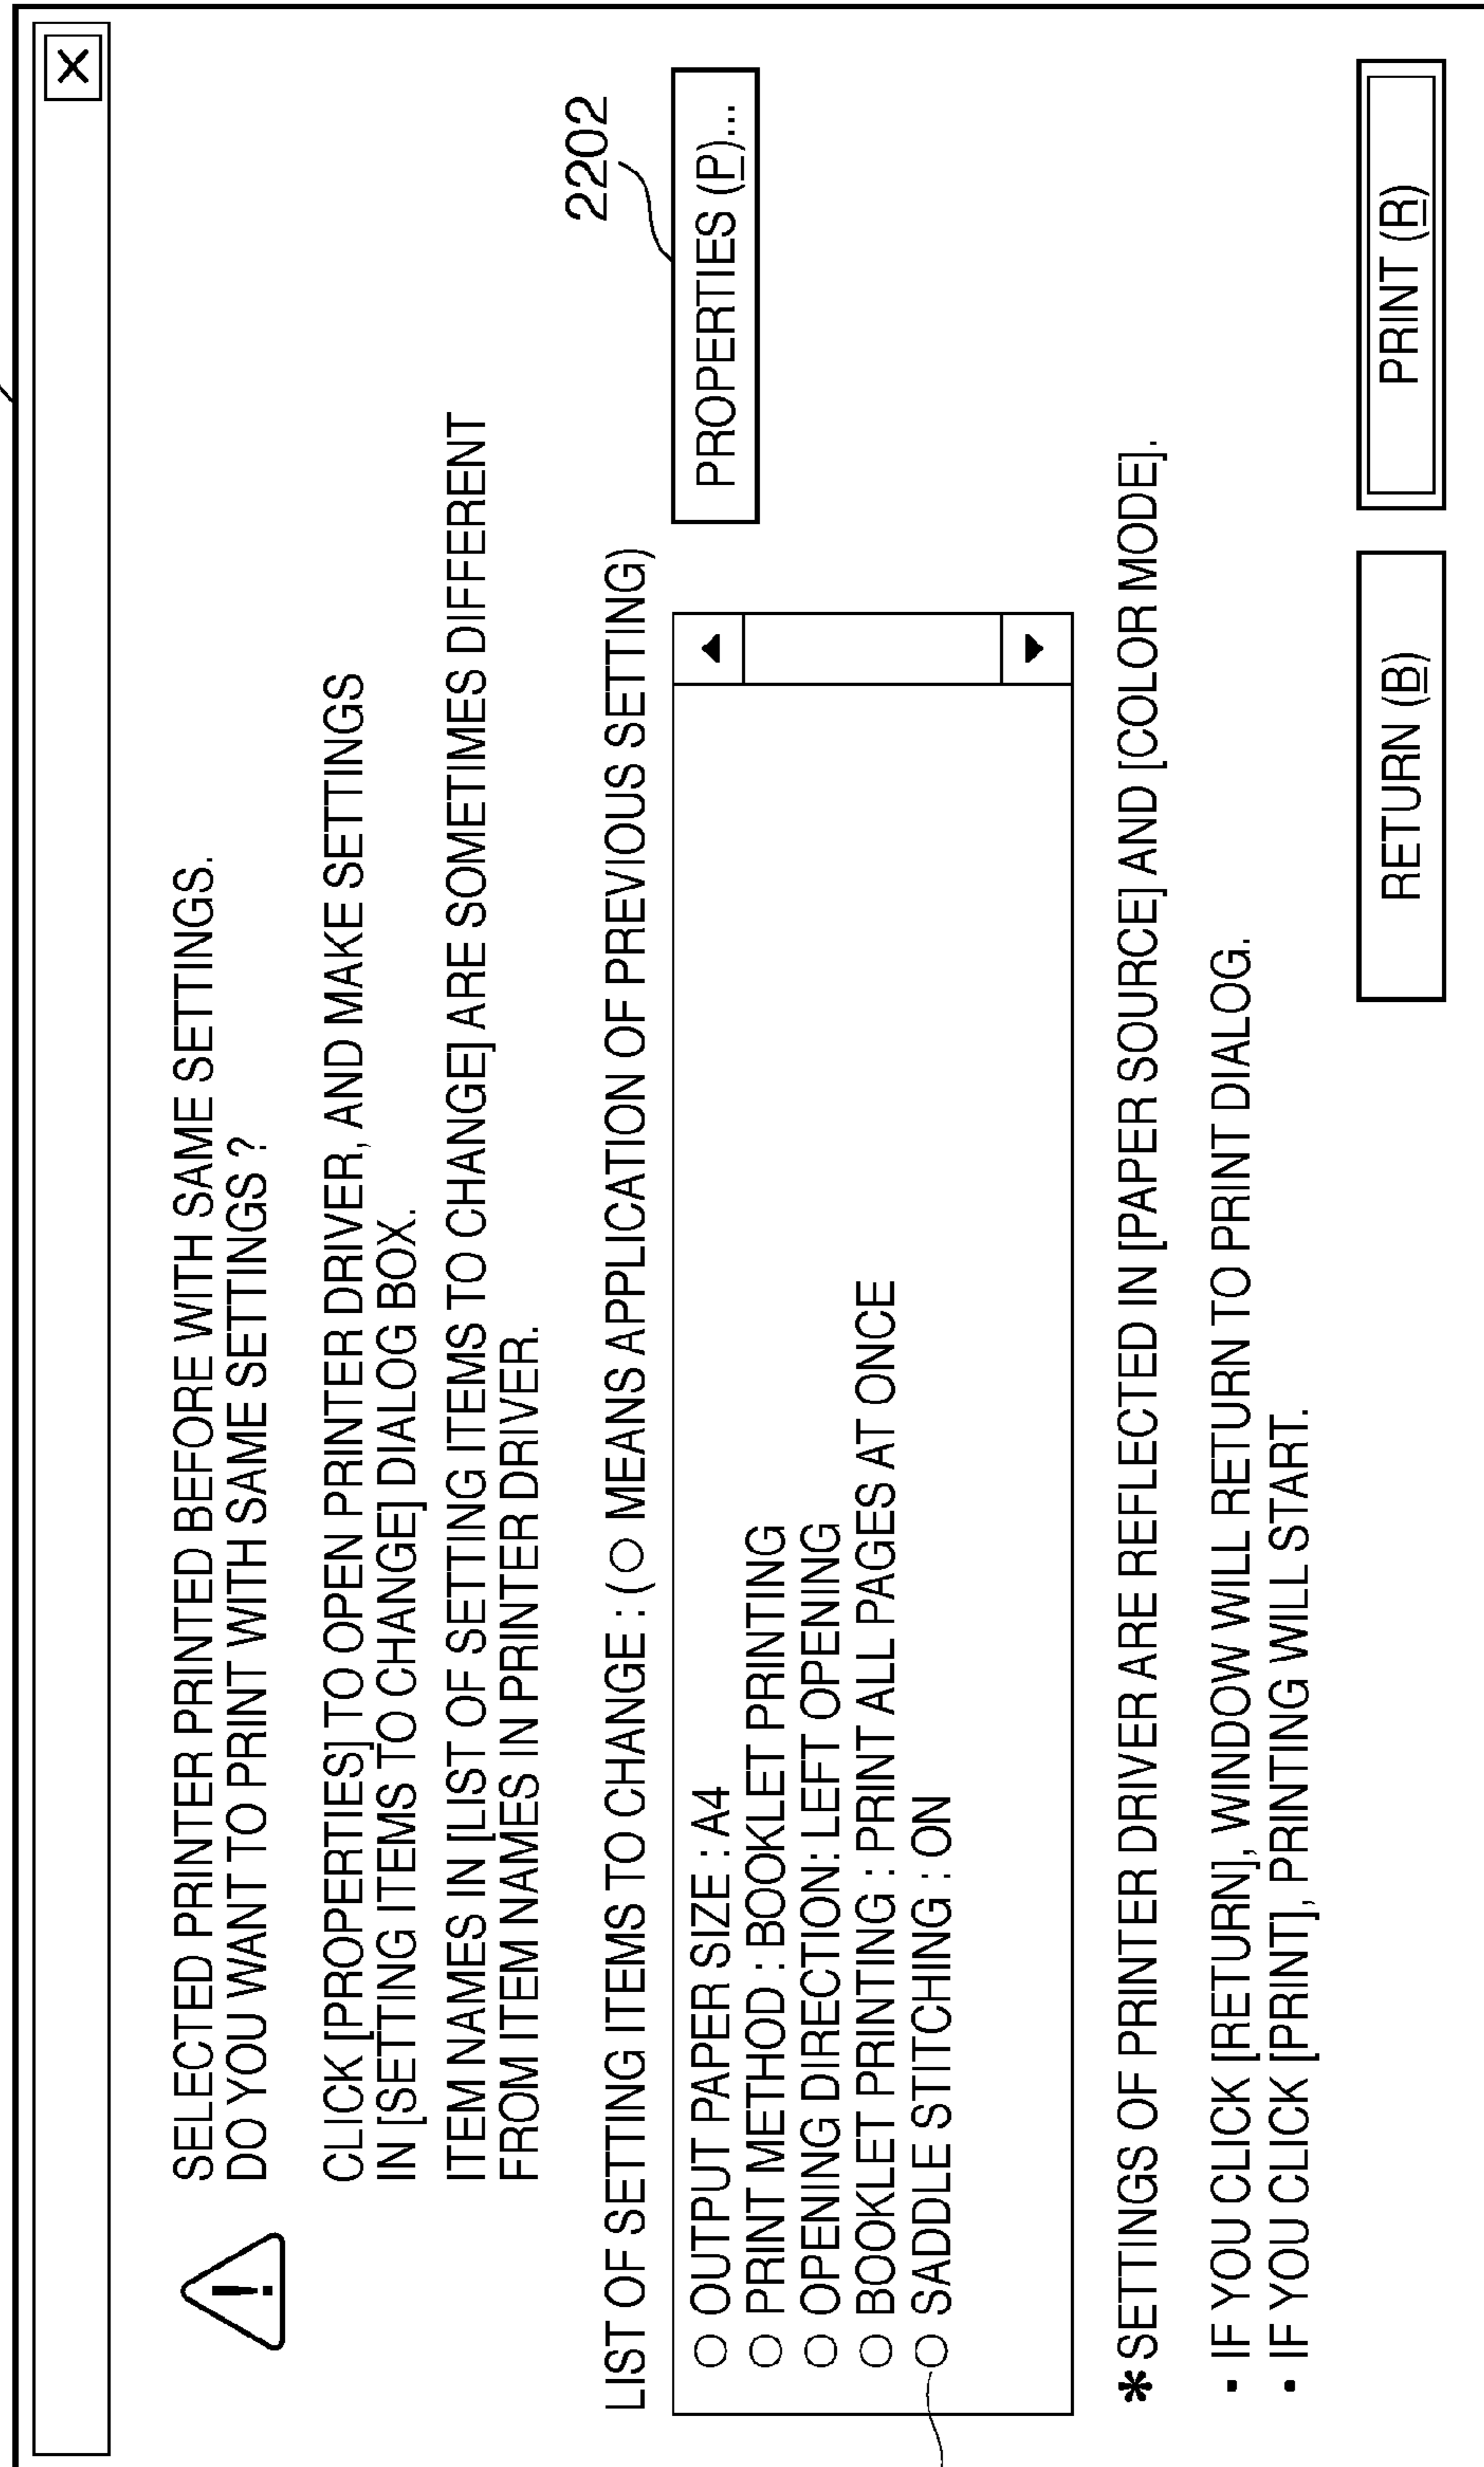 X
SELECTED PRINTER PRINTED BEFORE WITH SAME SETTINGS.
DO YOU WANT TO PRINT WITH SAME SETTINGS ?
CLICK [PROPERTIES] TO OPEN PRINTER DRIVER, AND MAKE SETTINGS
IN [SETTING ITEMS TO CHANGE] DIALOG BOX.
ITEM NAMES IN [LIST OF SETTING ITEMS TO CHANGE] ARE SOMETIMES DIFFERENT
FROM ITEM NAMES IN PRINTER DRIVER.
2202
LIST OF SETTING ITEMS TO CHANGE : (○ MEANS APPLICATION OF PREVIOUS SETTING)
PROPERTIES (P)...
○ OUTPUT PAPER SIZE : A4
○ PRINT METHOD : BOOKLET PRINTING
○ OPENING DIRECTION: LEFT OPENING
○ BOOKLET PRINTING : PRINT ALL PAGES AT ONCE
○ SADDLE STITCHING : ON
*SETTINGS OF PRINTER DRIVER ARE REFLECTED IN [PAPER SOURCE] AND [COLOR MODE].
· IF YOU CLICK [RETURN], WINDOW WILL RETURN TO PRINT DIALOG.
· IF YOU CLICK [PRINT], PRINTING WILL START.
RETURN (B)
PRINT (R)